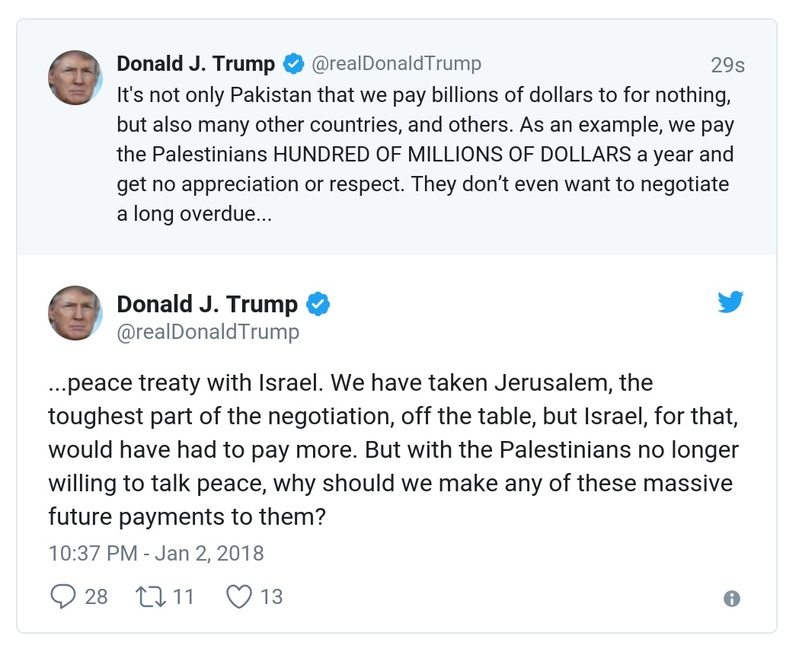 Donald J. Trump @realDonaldTrump 29s
It's not only Pakistan that we pay billions of dollars to for nothing,
but also many other countries, and others. As an example, we pay
the Palestinians HUNDRED OF MILLIONS OF DOLLARS a year and
get no appreciation or respect. They don’t even want to negotiate
a long overdue...
Donald J. Trump
@realDonaldTrump
...peace treaty with Israel. We have taken Jerusalem, the
toughest part of the negotiation, off the table, but Israel, for that,
would have had to pay more. But with the Palestinians no longer
willing to talk peace, why should we make any of these massive
future payments to them?
10:37 PM - Jan 2, 2018
28 11 13